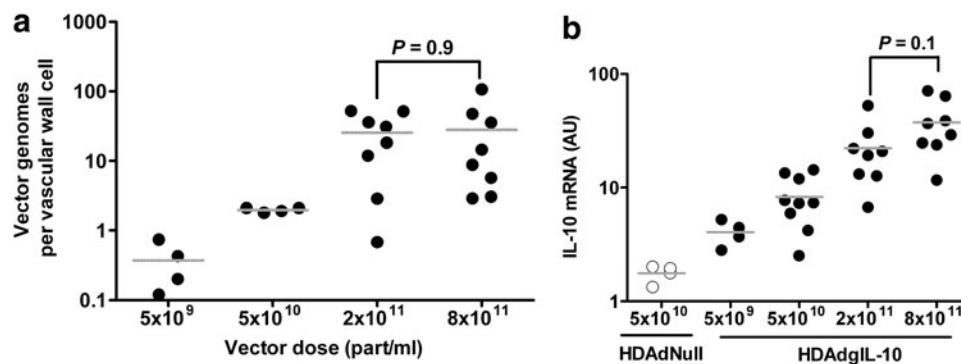 a
P = 0.9
Vector genomes
per vascular wall cell
1000
100
10
1
0.1
5x10⁹ 5x10¹⁰ 2x10¹¹ 8x10¹¹
Vector dose (part/ml)
b
P = 0.1
IL-10 mRNA (AU)
100
10
1
5x10¹⁰ 5x10⁹ 5x10¹⁰ 2x10¹¹ 8x10¹¹
HDAdNull HDAdgIL-10